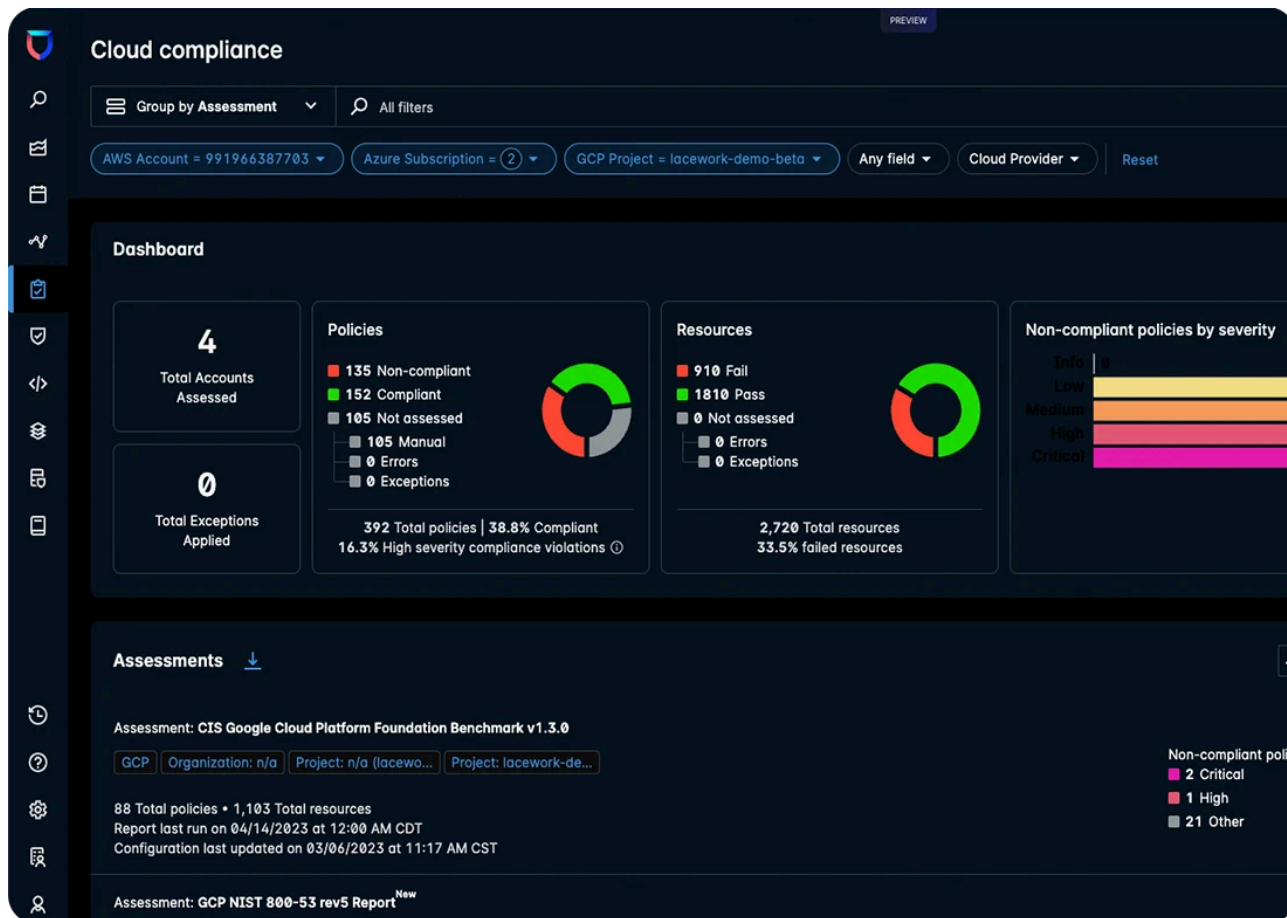 PREVIEW
Cloud compliance
Group by Assessment
All filters
AWS Account = 991966387703
Azure Subscription = 2
GCP Project = lacework-demo-beta
Any field
Cloud Provider
Reset
Dashboard
4
Total Accounts
Assessed
0
Total Exceptions
Applied
Policies
135 Non-compliant
152 Compliant
105 Not assessed
105 Manual
0 Errors
0 Exceptions
392 Total policies | 38.8% Compliant
16.3% High severity compliance violations
Resources
910 Fail
1810 Pass
0 Not assessed
0 Errors
0 Exceptions
2,720 Total resources
33.5% failed resources
Non-compliant policies by severity
Info 0
Low
Medium
High
Critical
Assessments
Assessment: CIS Google Cloud Platform Foundation Benchmark v1.3.0
GCP
Organization: n/a
Project: n/a (lacewo...
Project: lacework-de...
88 Total policies • 1,103 Total resources
Report last run on 04/14/2023 at 12:00 AM CDT
Configuration last updated on 03/06/2023 at 11:17 AM CST
Non-compliant poli
2 Critical
1 High
21 Other
Assessment: GCP NIST 800-53 rev5 Report New